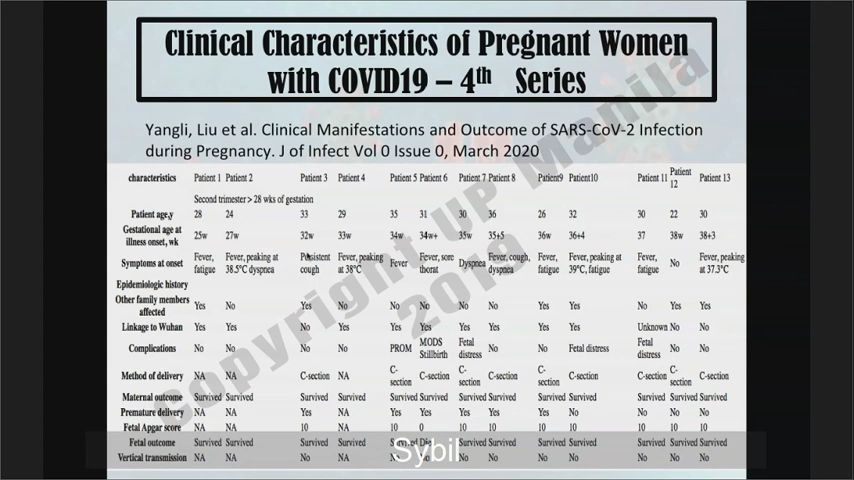 Clinical Characteristics of Pregnant Women
with COVID19 – 4th Series
Yangli, Liu et al. Clinical Manifestations and Outcome of SARS-CoV-2 Infection
during Pregnancy. J of Infect Vol 0 Issue 0, March 2020
characteristics Patient 1 Patient 2 Patient 3 Patient 4 Patient 5 Patient 6 Patient 7 Patient 8 Patient9 Patient10 Patient 11 Patient 12 Patient 13
Second trimester > 28 wks of gestation
Patient age,y 28 24 33 29 35 31 30 36 26 32 30 22 30
Gestational age at illness onset, wk 25w 27w 32w 33w 34w 34w+ 35w 35+5 36w 36+4 37 38w 38+3
Symptoms at onset Fever, fatigue Fever, peaking at 38.5°C dyspnea Persistent cough Fever, peaking at 38°C Fever Fever, sore thorat Dyspnea Fever, cough, dyspnea Fever, fatigue Fever, peaking at 39°C, fatigue Fever, fatigue No Fever, peaking at 37.3°C
Epidemiologic history
Other family members affected Yes No Yes No No No No No Yes Yes No Yes Yes
Linkage to Wuhan Yes Yes No Yes Yes Yes Yes Yes Yes Yes Unknown No No
Complications No No No No PROM MODS Stillbirth Fetal distress No No Fetal distress Fetal distress No No
Method of delivery NA NA C-section NA C-section C-section C-section C-section C-section C-section C-section C-section C-section
Maternal outcome Survived Survived Survived Survived Survived Survived Survived Survived Survived Survived Survived Survived Survived
Premature delivery NA NA Yes NA Yes Yes Yes Yes Yes No No No No
Fetal Apgar score NA NA 10 NA 10 0 10 10 10 10 10 10 10
Fetal outcome Survived Survived Survived Survived Survived Survived Survived Survived Survived Survived Survived Survived
Vertical transmission NA NA No NA No No No No No No No No
Copyright UP Manila
2019
Sybil